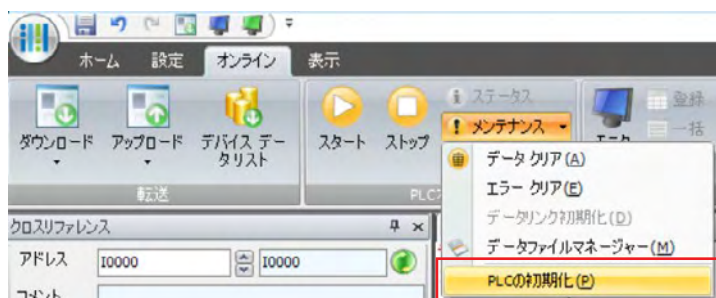 ホーム 設定 オンライン 表示
ダウンロード アップロード デバイス デー
タリスト
スタート ストップ
ステータス
メンテナンス
登録
一括
転送
PLC
データ クリア(A)
エラー クリア(E)
データリンク初期化(D)
データファイルマネージャー(M)
PLCの初期化(P)
クロスリファレンス
アドレス I0000 I0000
コメント